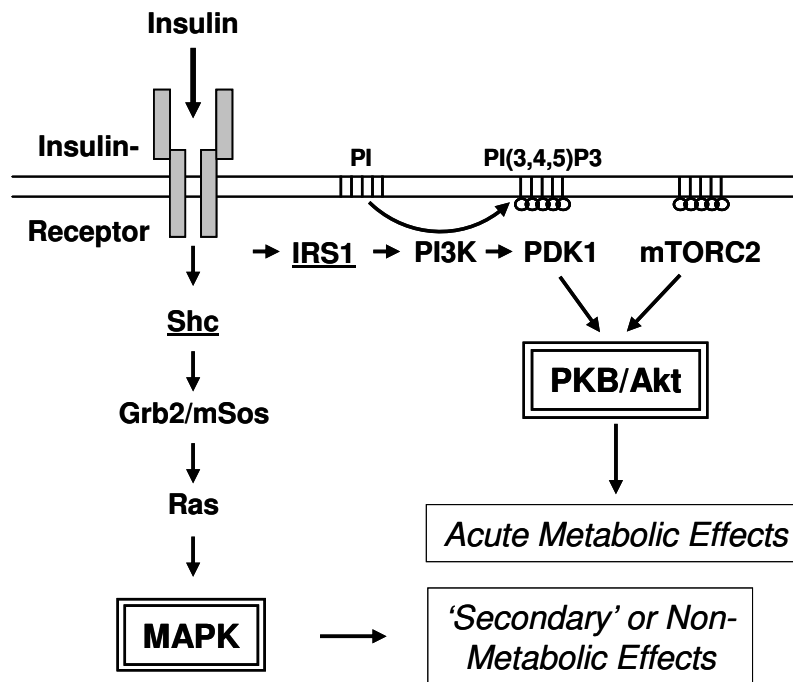 Insulin
Insulin-
PI
PI(3,4,5)P3
Receptor
IRS1
PI3K
PDK1
mTORC2
Shc
PKB/Akt
Grb2/mSos
Ras
Acute Metabolic Effects
MAPK
‘Secondary’ or Non-
Metabolic Effects